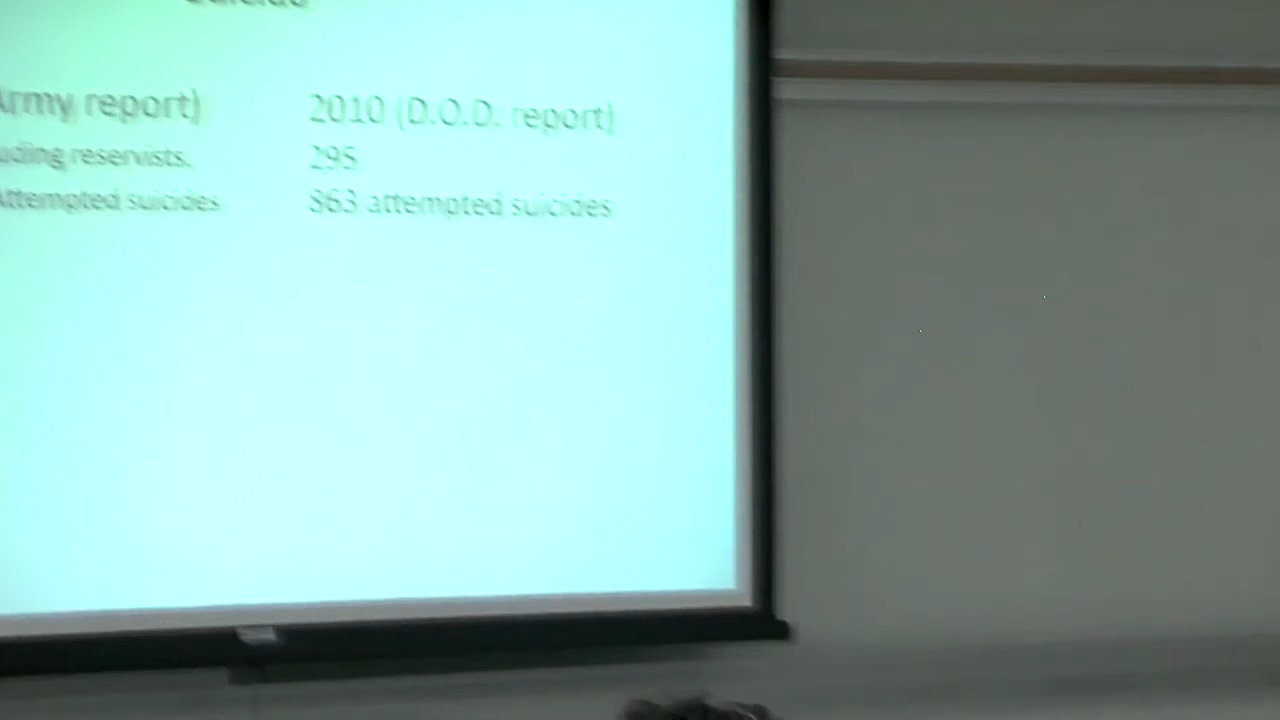 Army report)
uding reservists.
Attempted suicides
2010 (D.O.D. report)
295
863 attempted suicides